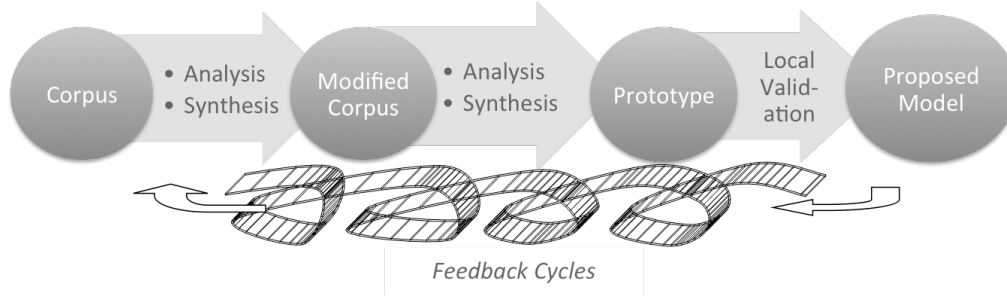 Corpus
• Analysis
• Synthesis
Modified
Corpus
• Analysis
• Synthesis
Prototype
Local
Valid-
ation
Proposed
Model
Feedback Cycles